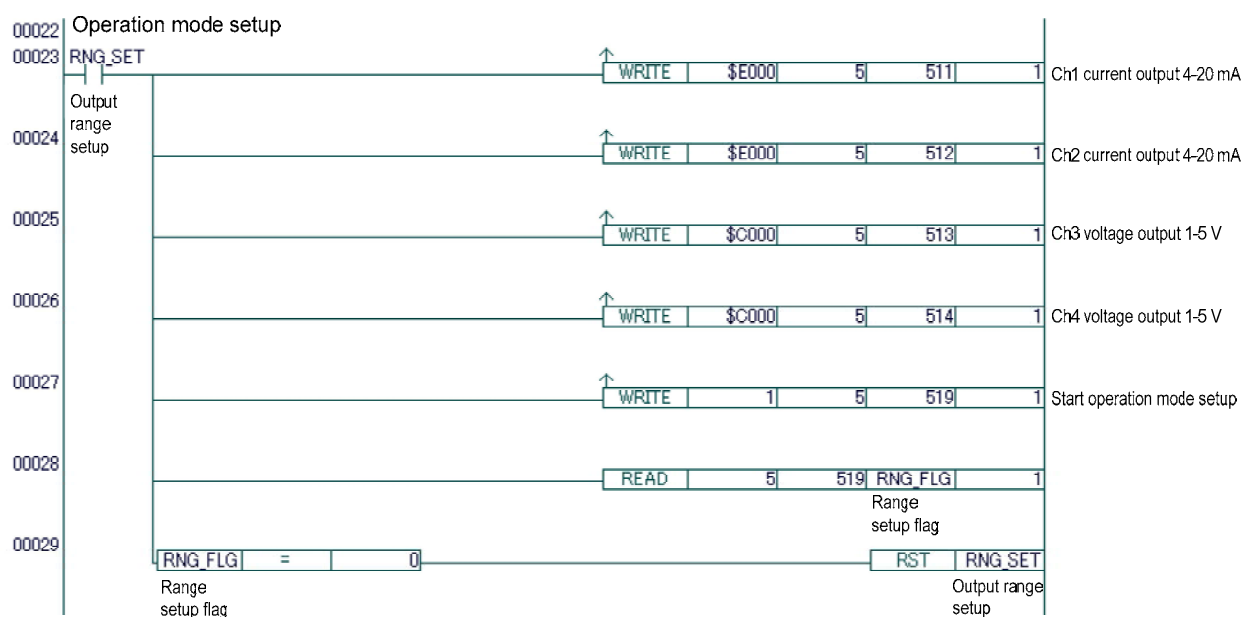 00022 Operation mode setup
00023 RNG_SET
WRITE $E000 5 511 1 Ch1 current output 4-20 mA
Output
range
setup
00024
WRITE $E000 5 512 1 Ch2 current output 4-20 mA
00025
WRITE $C000 5 513 1 Ch3 voltage output 1-5 V
00026
WRITE $C000 5 514 1 Ch4 voltage output 1-5 V
00027
WRITE 1 5 519 1 Start operation mode setup
00028
READ 5 519 RNG_FLG 1
Range
setup flag
00029
RNG_FLG = 0 RST RNG_SET
Range
setup flag
Output range
setup